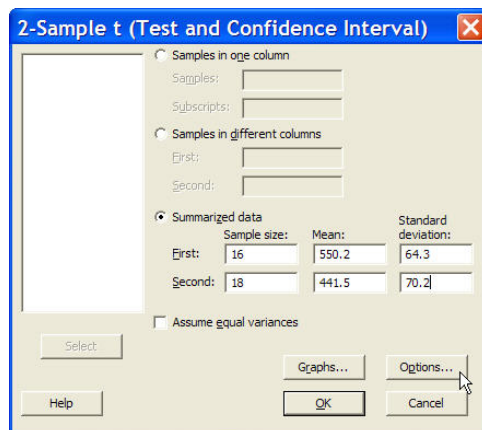 2-Sample t (Test and Confidence Interval)
Samples in one column
Samples:
Subscripts:
Samples in different columns
First:
Second:
Summarized data
Sample size: Mean: Standard deviation:
First: 16 550.2 64.3
Second: 18 441.5 70.2
Assume equal variances
Select
Graphs... Options...
Help OK Cancel